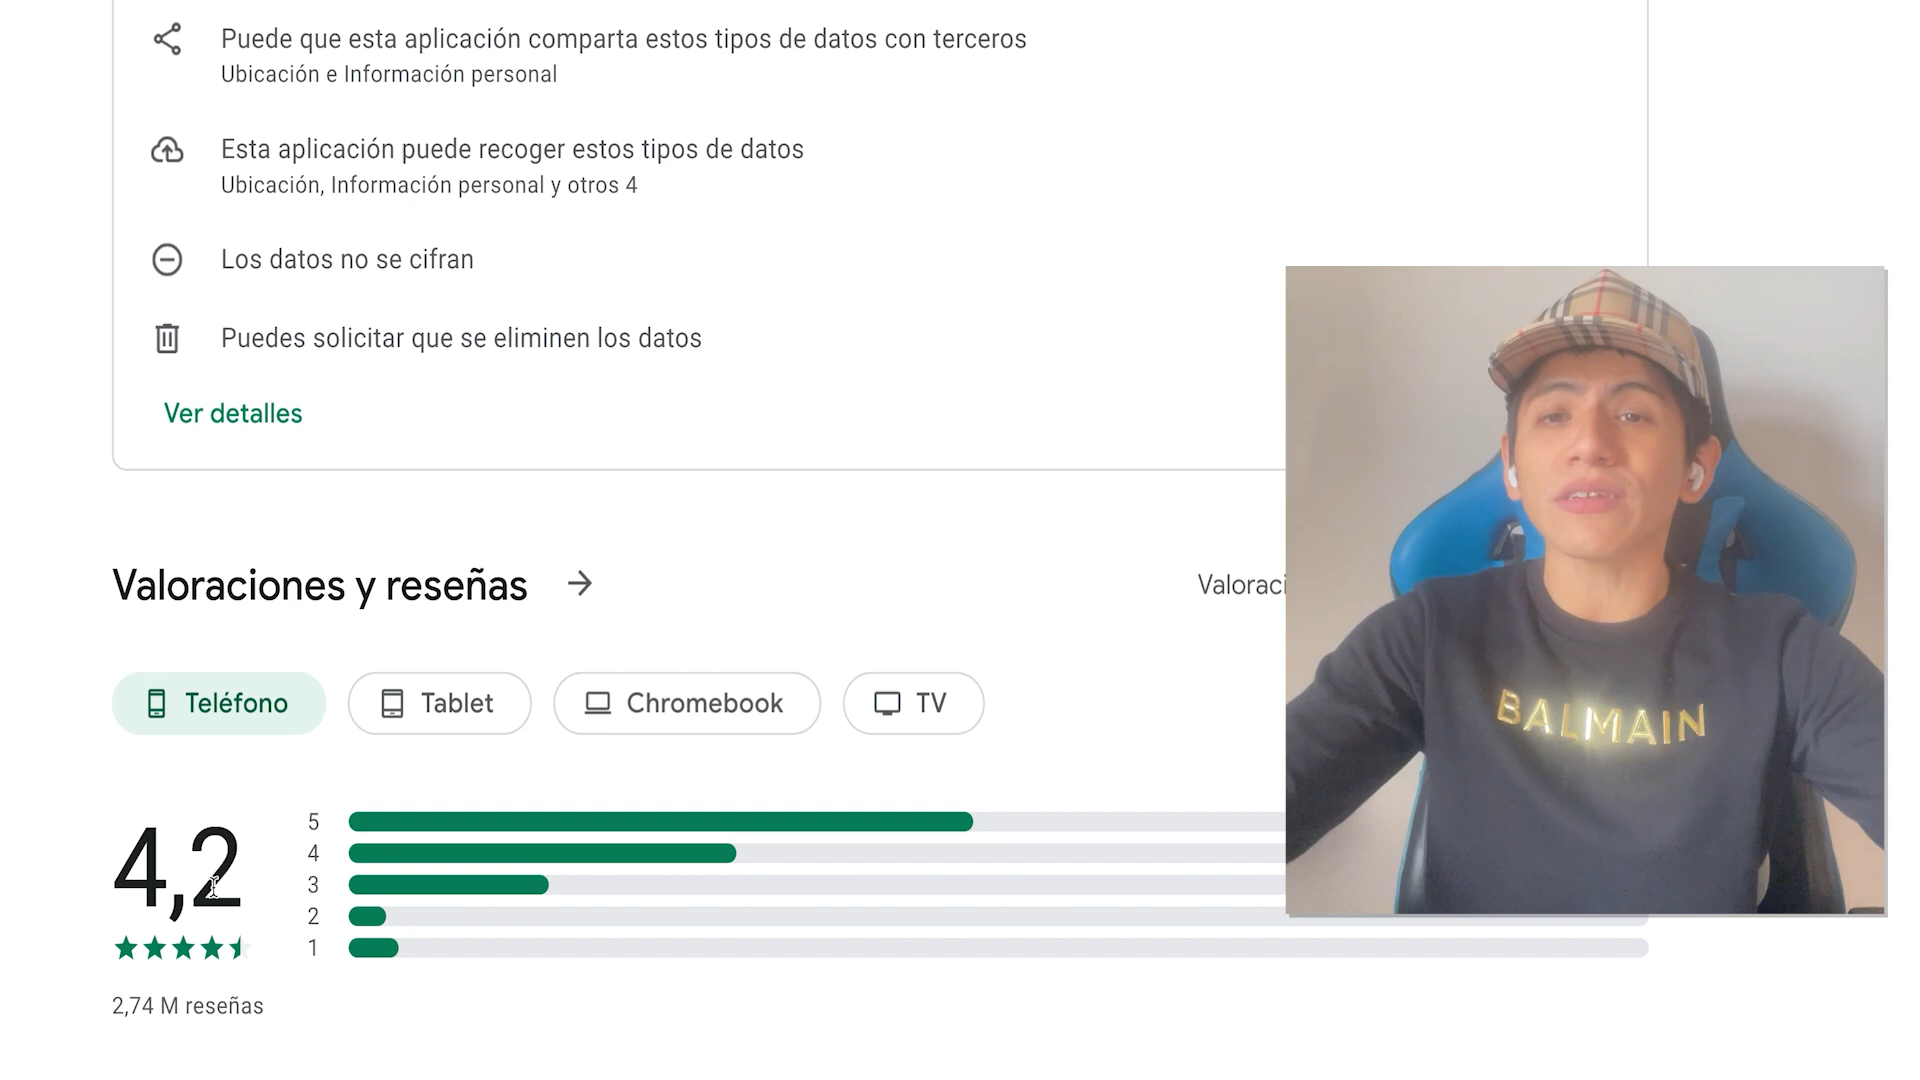 Puede que esta aplicación comparta estos tipos de datos con terceros
Ubicación e Información personal
Esta aplicación puede recoger estos tipos de datos
Ubicación, Información personal y otros 4
Los datos no se cifran
Puedes solicitar que se eliminen los datos
Ver detalles
Valoraciones y reseñas
Valoraci
Teléfono
Tablet
Chromebook
TV
4,2
5
4
3
2
1
2,74 M reseñas
BALMAIN